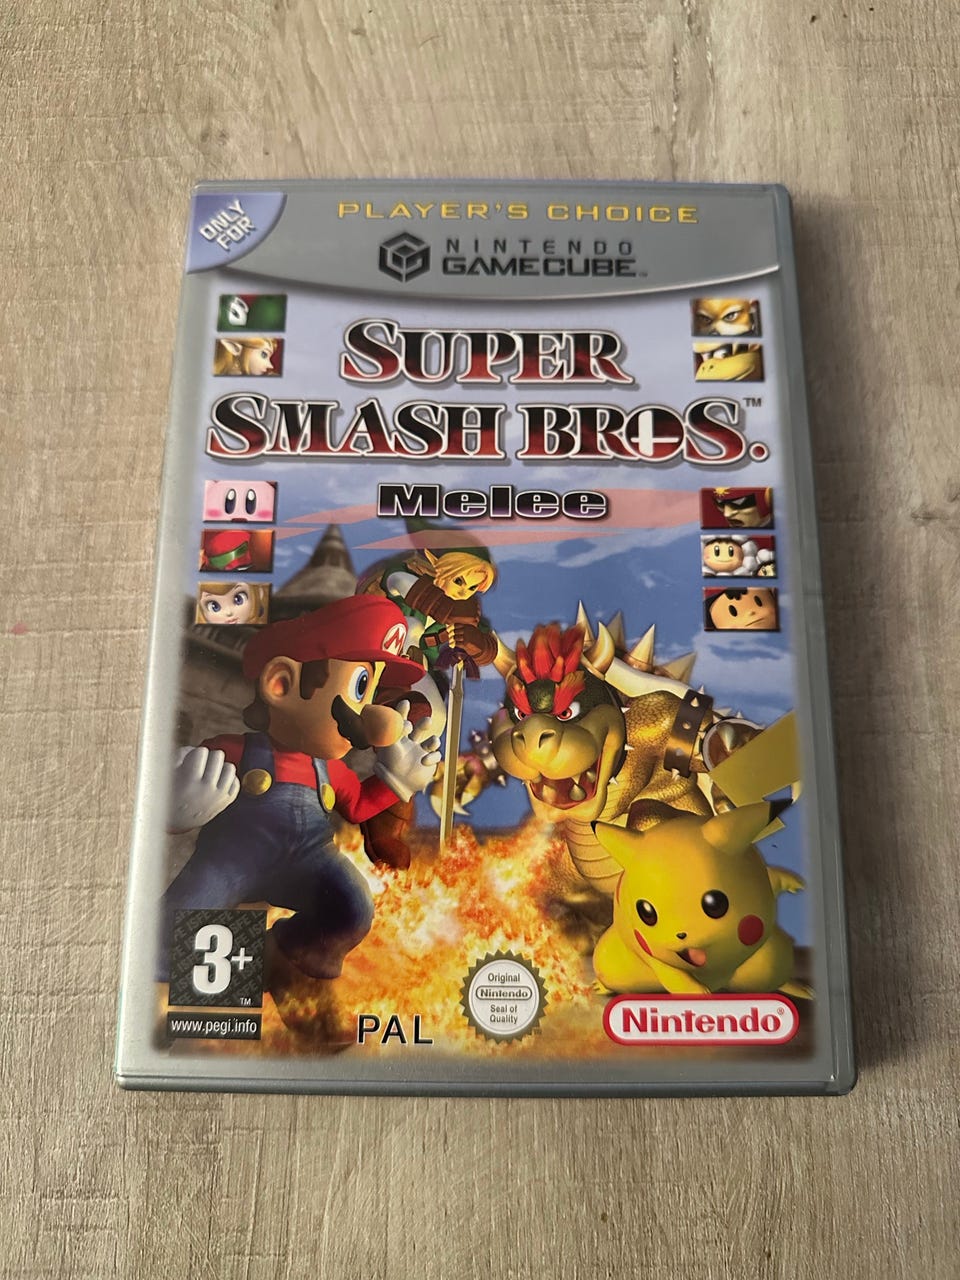 ONLY
FOR
PLAYER'S CHOICE
NINTENDO
GAMECUBE™
SUPER
SMASH BROS.™
Melee
M
3+
™
www.pegi.info
PAL
Original
Nintendo
Seal of
Quality
Nintendo®